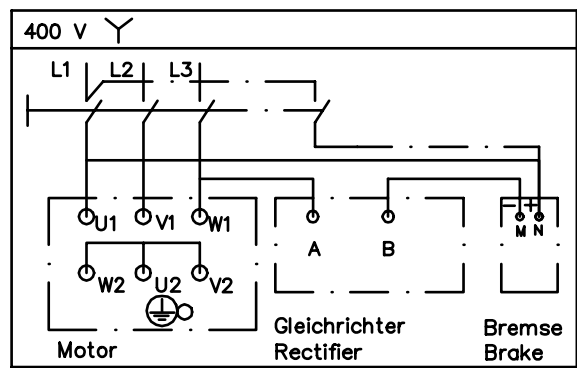 400 V
L1 L2 L3
U1 V1 W1
A B
- +
M N
W2 U2 V2
Motor
Gleichrichter
Rectifier
Bremse
Brake